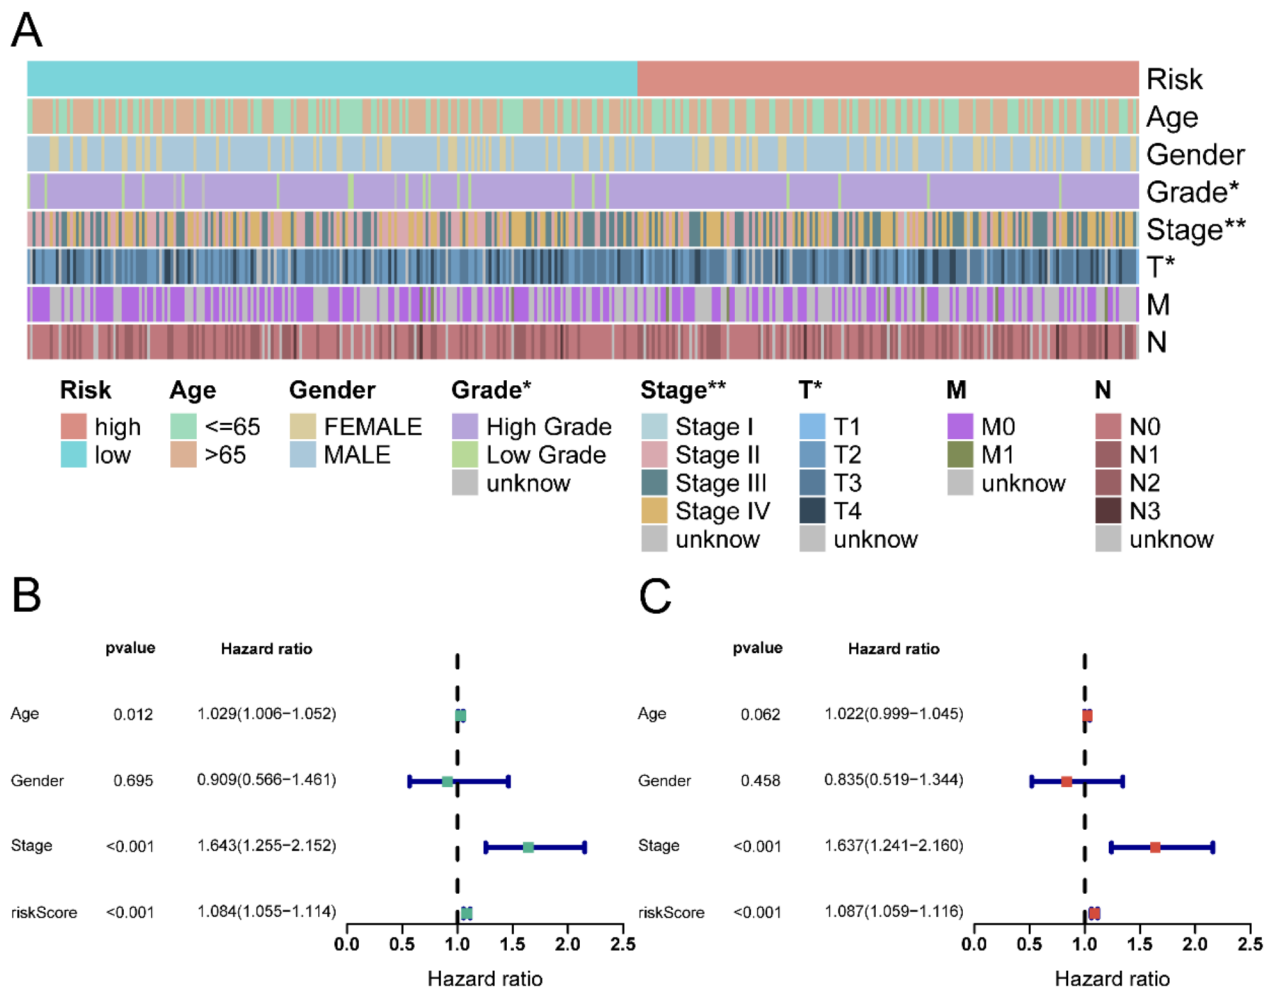 A
Risk
Age
Gender
Grade*
Stage**
T*
M
N
Risk Age Gender Grade* Stage** T* M N
high <=65 FEMALE High Grade Stage I T1 M0 N0
low >65 MALE Low Grade Stage II T2 M1 N1
unknow Stage III T3 unknow N2
Stage IV T4 N3
unknow unknow unknow
B
pvalue Hazard ratio
Age 0.012 1.029(1.006−1.052)
Gender 0.695 0.909(0.566−1.461)
Stage <0.001 1.643(1.255−2.152)
riskScore <0.001 1.084(1.055−1.114)
0.0 0.5 1.0 1.5 2.0 2.5
Hazard ratio
C
pvalue Hazard ratio
Age 0.062 1.022(0.999−1.045)
Gender 0.458 0.835(0.519−1.344)
Stage <0.001 1.637(1.241−2.160)
riskScore <0.001 1.087(1.059−1.116)
0.0 0.5 1.0 1.5 2.0 2.5
Hazard ratio